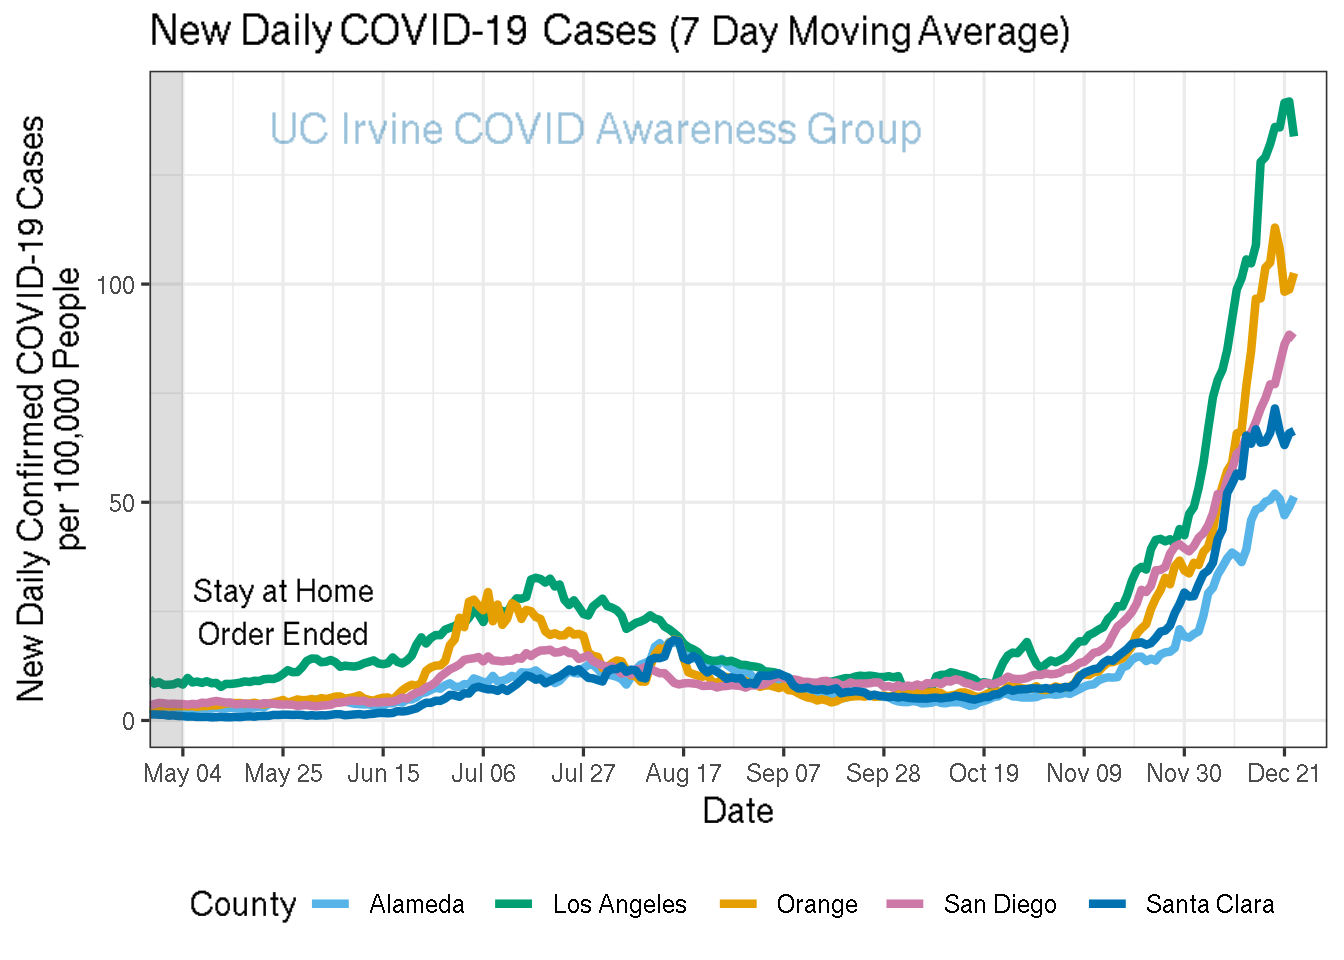 New Daily COVID-19 Cases (7 Day Moving Average)
UC Irvine COVID Awareness Group
New Daily Confirmed COVID-19 Cases
per 100,000 People
100
50
0
Stay at Home
Order Ended
May 04 May 25 Jun 15 Jul 06 Jul 27 Aug 17 Sep 07 Sep 28 Oct 19 Nov 09 Nov 30 Dec 21
Date
County Alameda Los Angeles Orange San Diego Santa Clara